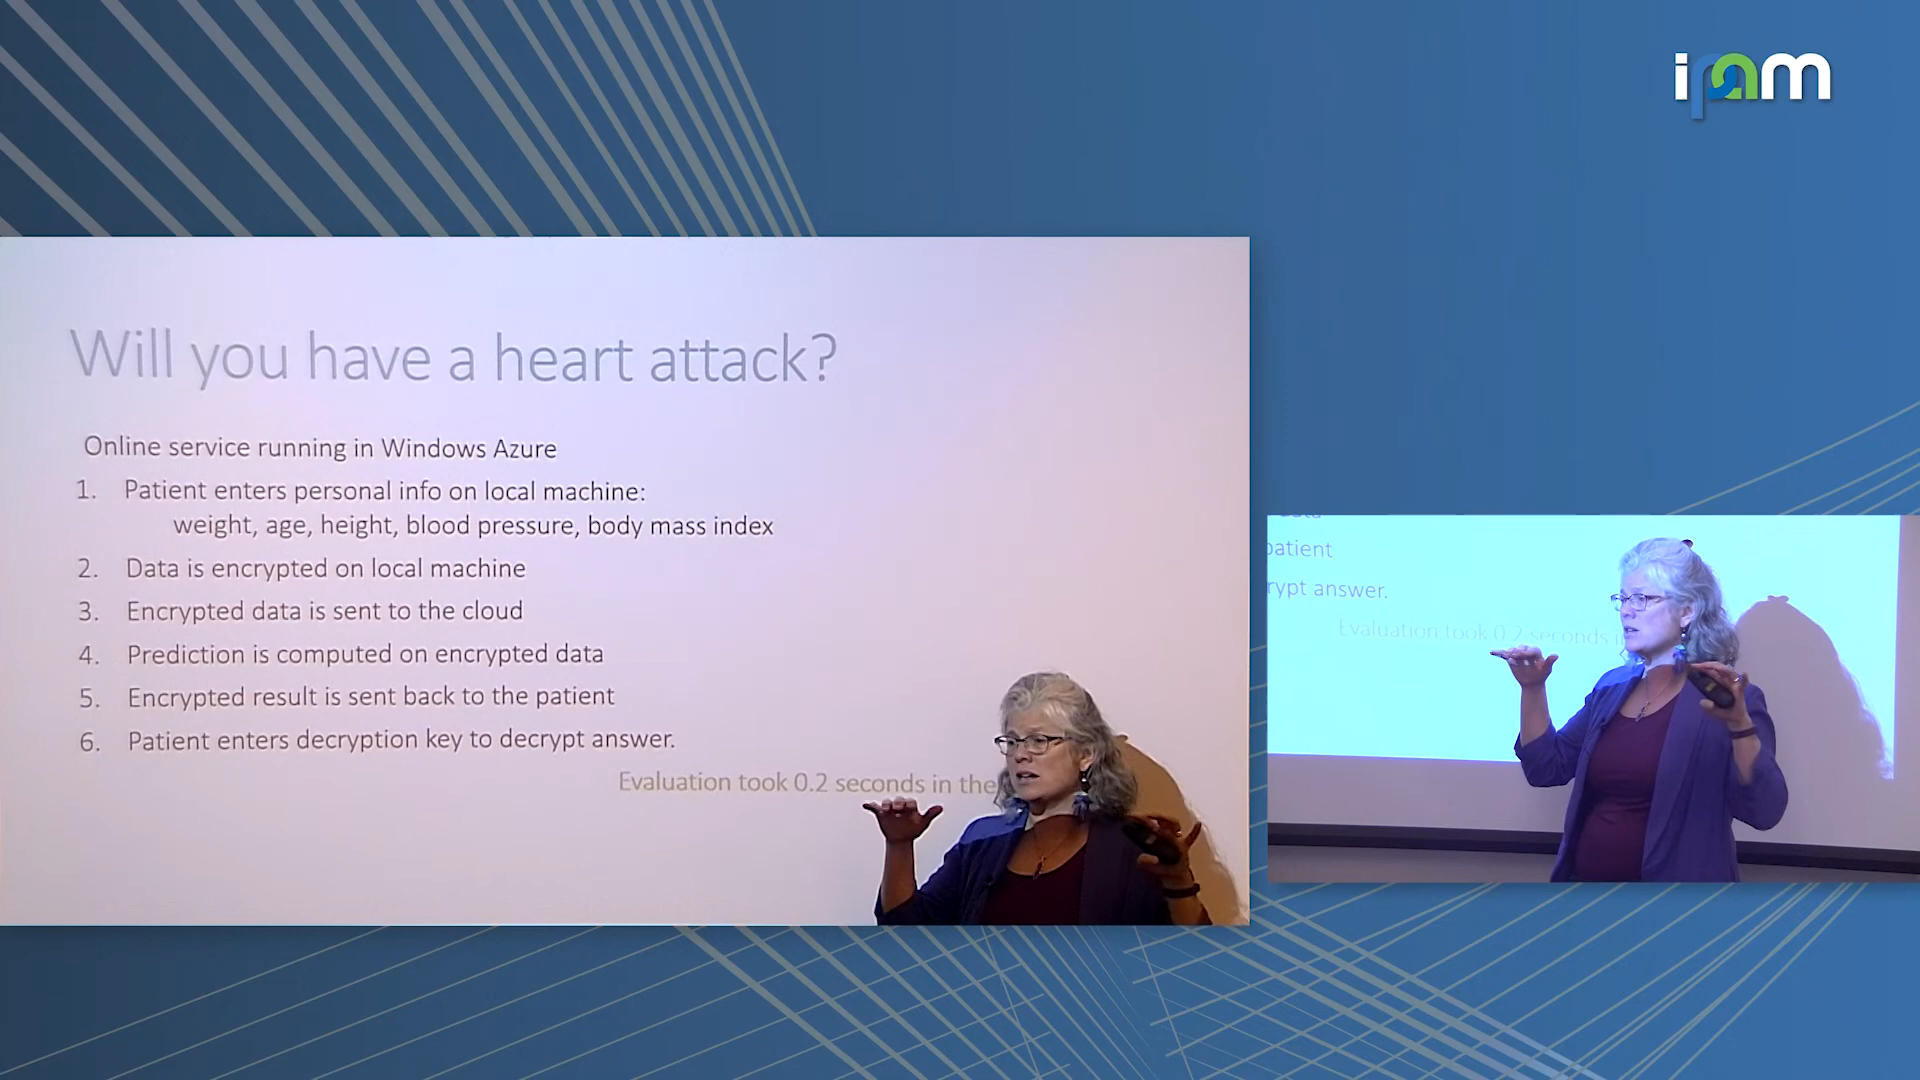 ipam
Will you have a heart attack?
Online service running in Windows Azure
1. Patient enters personal info on local machine:
weight, age, height, blood pressure, body mass index
2. Data is encrypted on local machine
3. Encrypted data is sent to the cloud
4. Prediction is computed on encrypted data
5. Encrypted result is sent back to the patient
6. Patient enters decryption key to decrypt answer.
Evaluation took 0.2 seconds in the
patient
rypt answer.
Evaluation took 0.2 seconds